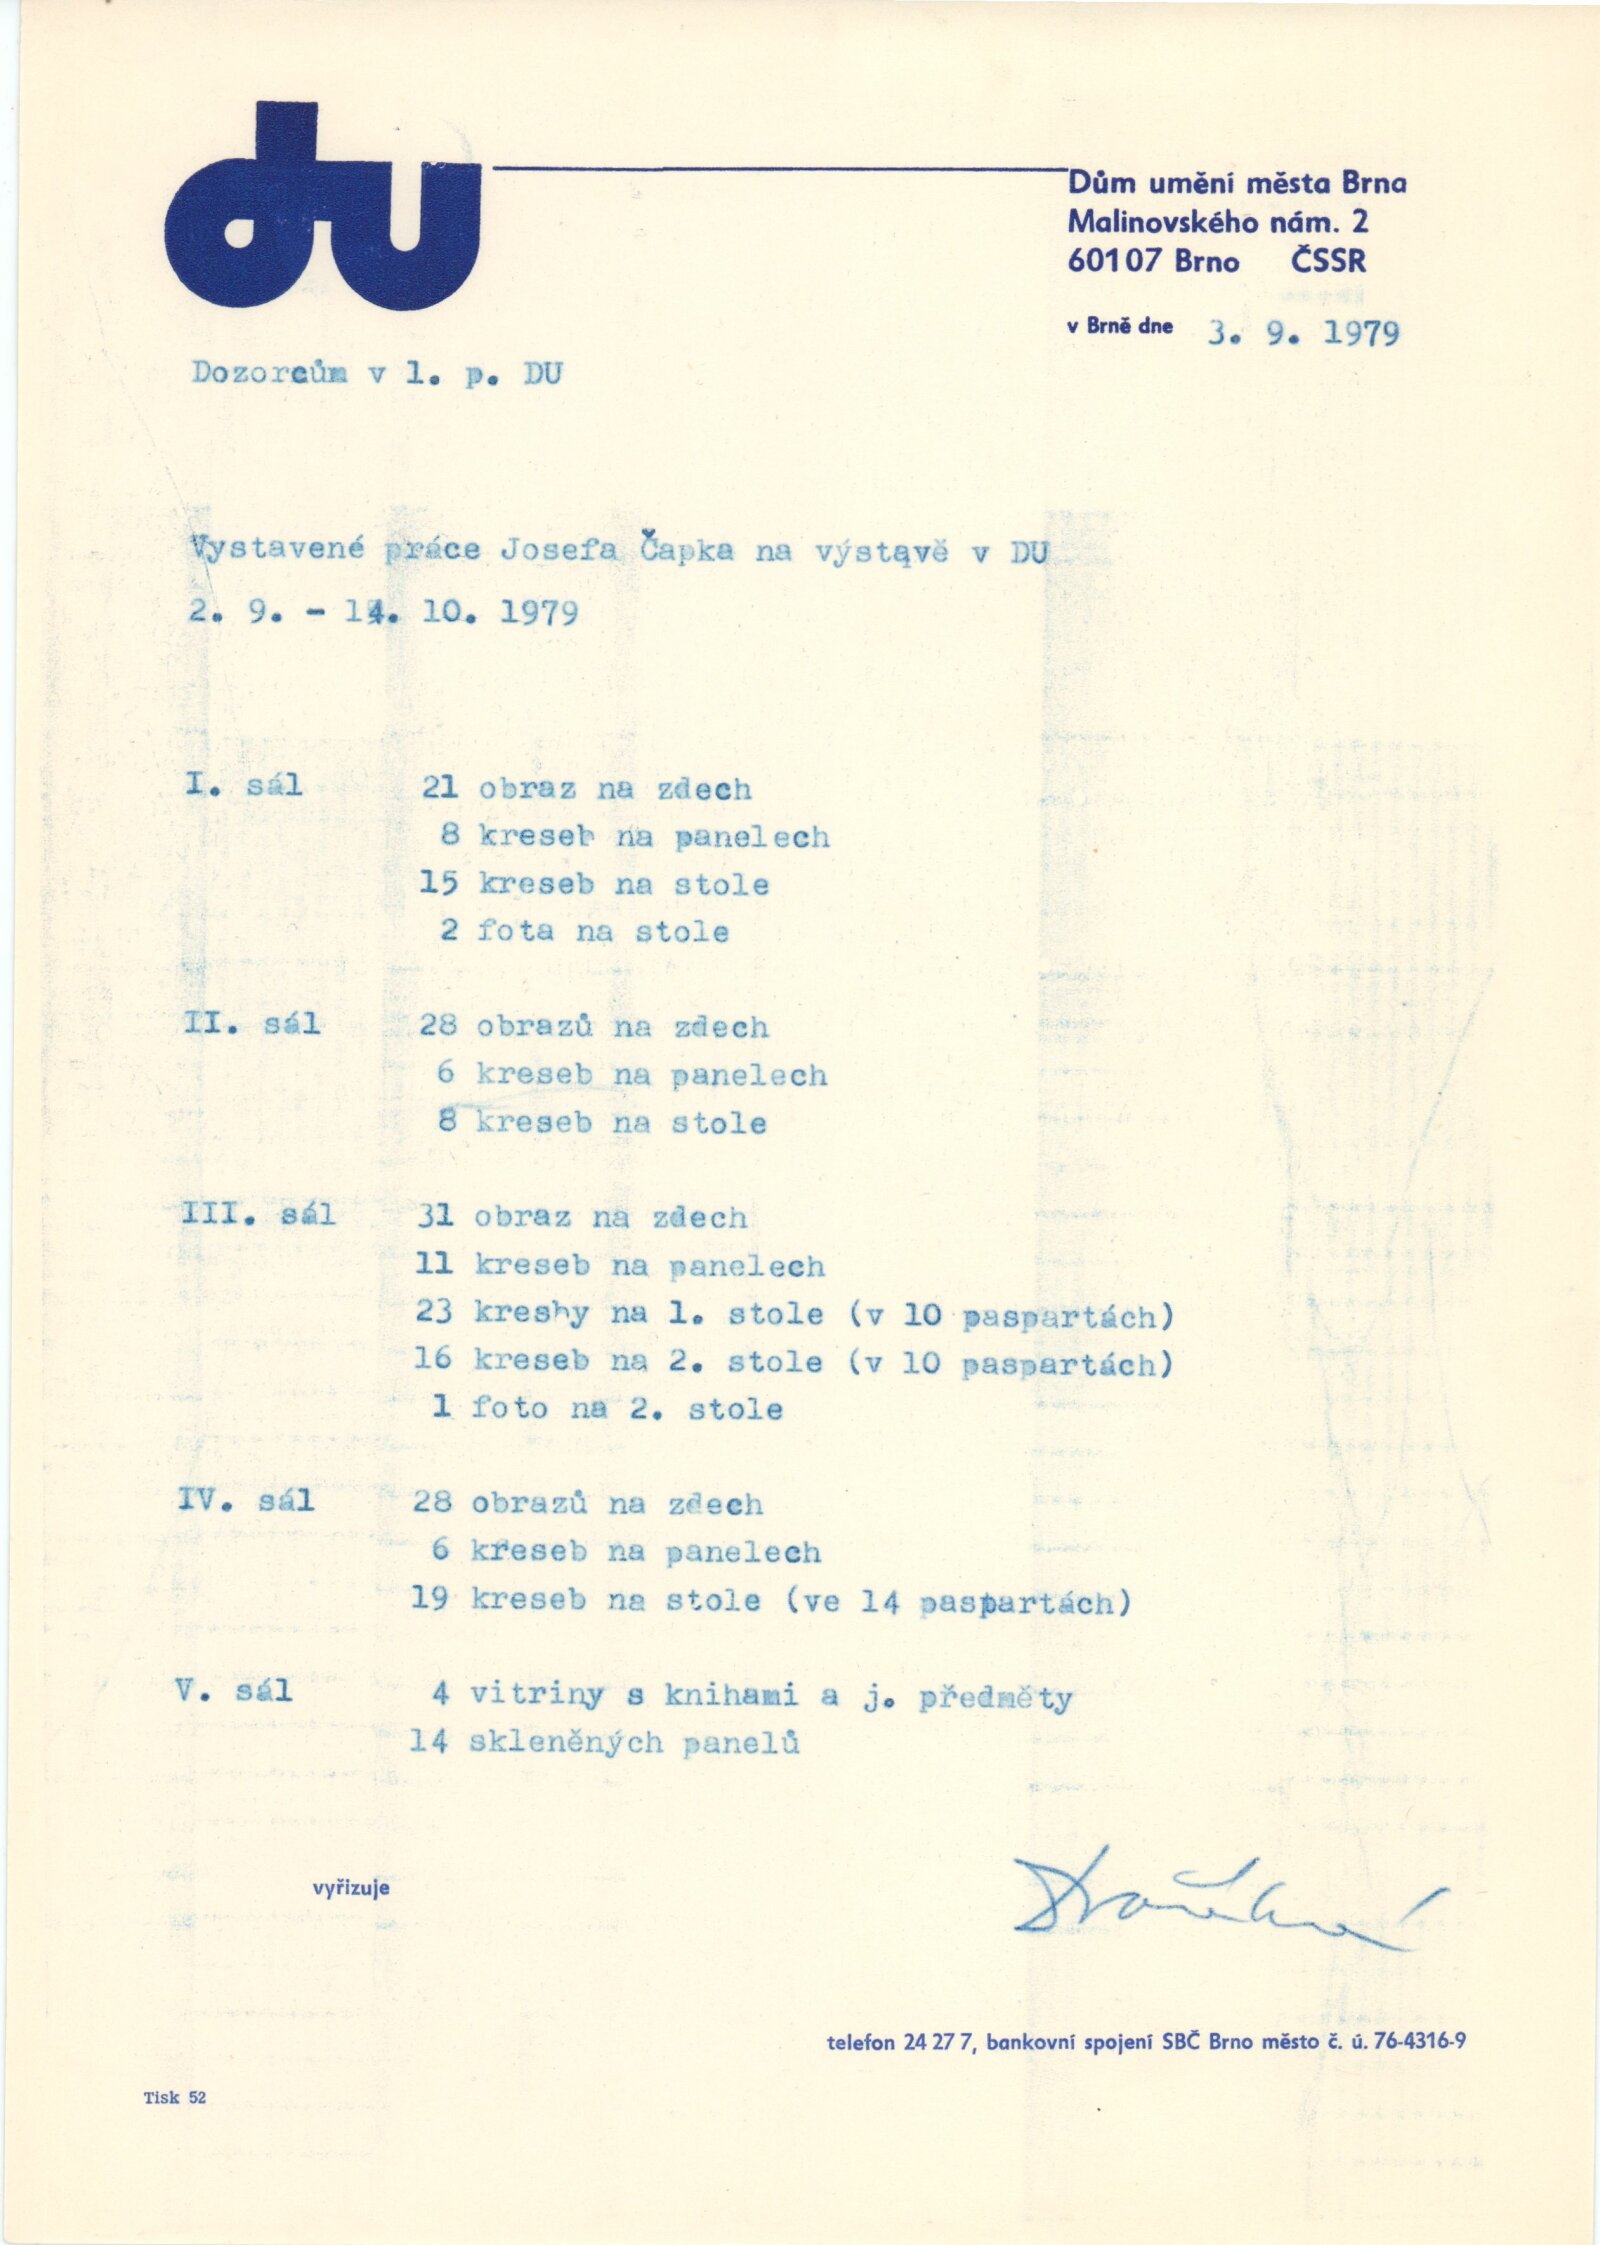 du
Dům umění města Brna
Malinovského nám. 2
60107 Brno ČSSR
v Brně dne 3. 9. 1979
Dozorcům v l. p. DU
Vystavené práce Josefa Čapka na výstavě v DU
2. 9. - 14. 10. 1979
I. sál 21 obraz na zdech
8 kreseb na panelech
15 kreseb na stole
2 fota na stole
II. sál 28 obrazů na zdech
6 kreseb na panelech
8 kreseb na stole
III. sál 31 obraz na zdech
11 kreseb na panelech
23 kresby na 1. stole (v 10 paspartách)
16 kreseb na 2. stole (v 10 paspartách)
1 foto na 2. stole
IV. sál 28 obrazů na zdech
6 kreseb na panelech
19 kreseb na stole (ve 14 paspartách)
V. sál 4 vitriny s knihami a j. předměty
14 skleněných panelů
vyřizuje
telefon 24 27 7, bankovní spojení SBČ Brno město č. ú. 76-4316-9
Tisk 52